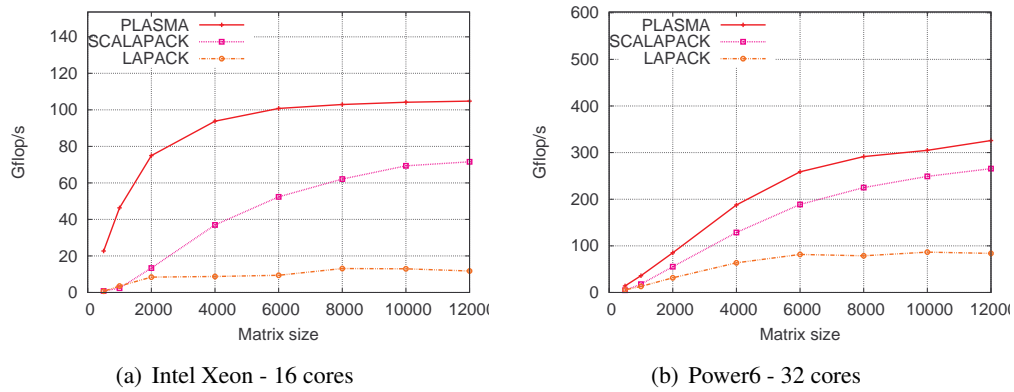 PLASMA
SCALAPACK
LAPACK
140
120
100
80
60
40
20
0
Gflop/s
0 2000 4000 6000 8000 10000 12000
Matrix size
(a) Intel Xeon - 16 cores
PLASMA
SCALAPACK
LAPACK
600
500
400
300
200
100
0
Gflop/s
0 2000 4000 6000 8000 10000 12000
Matrix size
(b) Power6 - 32 cores